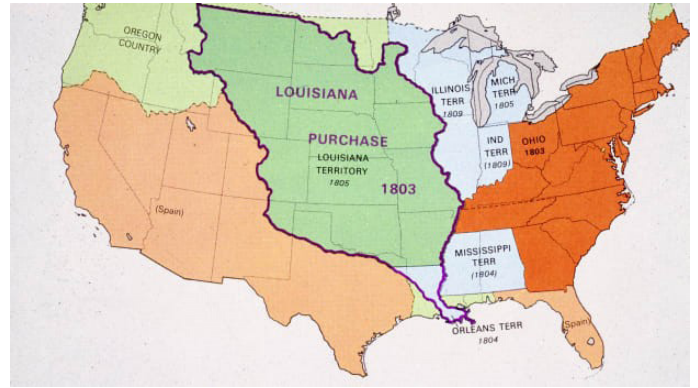 OREGON
COUNTRY
LOUISIANA
PURCHASE
LOUISIANA
TERRITORY
1805
1803
ILLINOIS
TERR
1809
MICH
TERR
1805
IND
TERR
(1809)
OHIO
1803
(Spain)
MISSISSIPPI
TERR
(1804)
ORLEANS TERR
1804
(Spain)